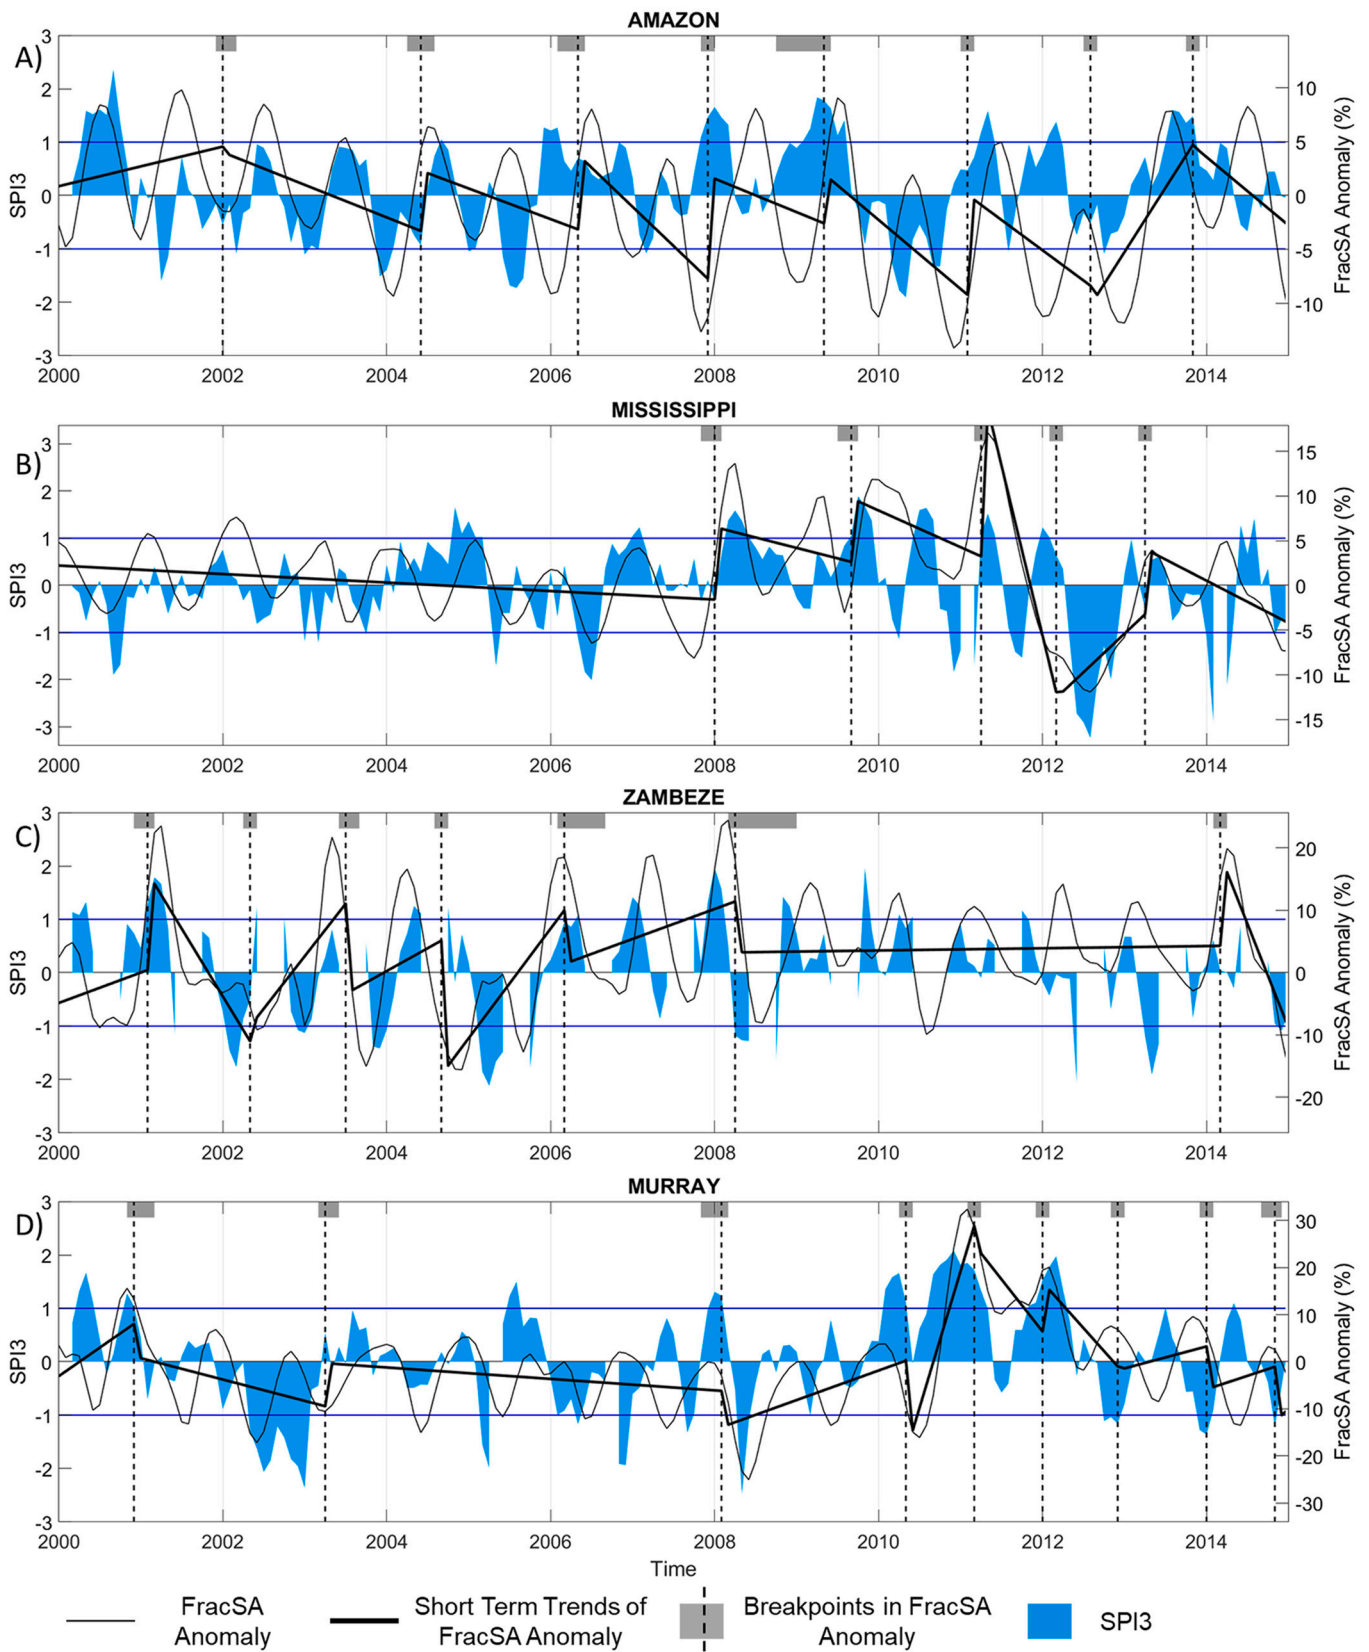 AMAZON
A)
3
2
1
0
-1
-2
-3
SPI3
10
5
0
-5
-10
FracSA Anomaly (%)
2000 2002 2004 2006 2008 2010 2012 2014
MISSISSIPPI
B)
3
2
1
0
-1
-2
-3
SPI3
15
10
5
0
-5
-10
-15
FracSA Anomaly (%)
2000 2002 2004 2006 2008 2010 2012 2014
ZAMBEZE
C)
3
2
1
0
-1
-2
-3
SPI3
20
10
0
-10
-20
FracSA Anomaly (%)
2000 2002 2004 2006 2008 2010 2012 2014
MURRAY
D)
3
2
1
0
-1
-2
-3
SPI3
30
20
10
0
-10
-20
-30
FracSA Anomaly (%)
2000 2002 2004 2006 2008 2010 2012 2014
Time
FracSA
Anomaly
Short Term Trends of
FracSA Anomaly
Breakpoints in FracSA
Anomaly
SPI3